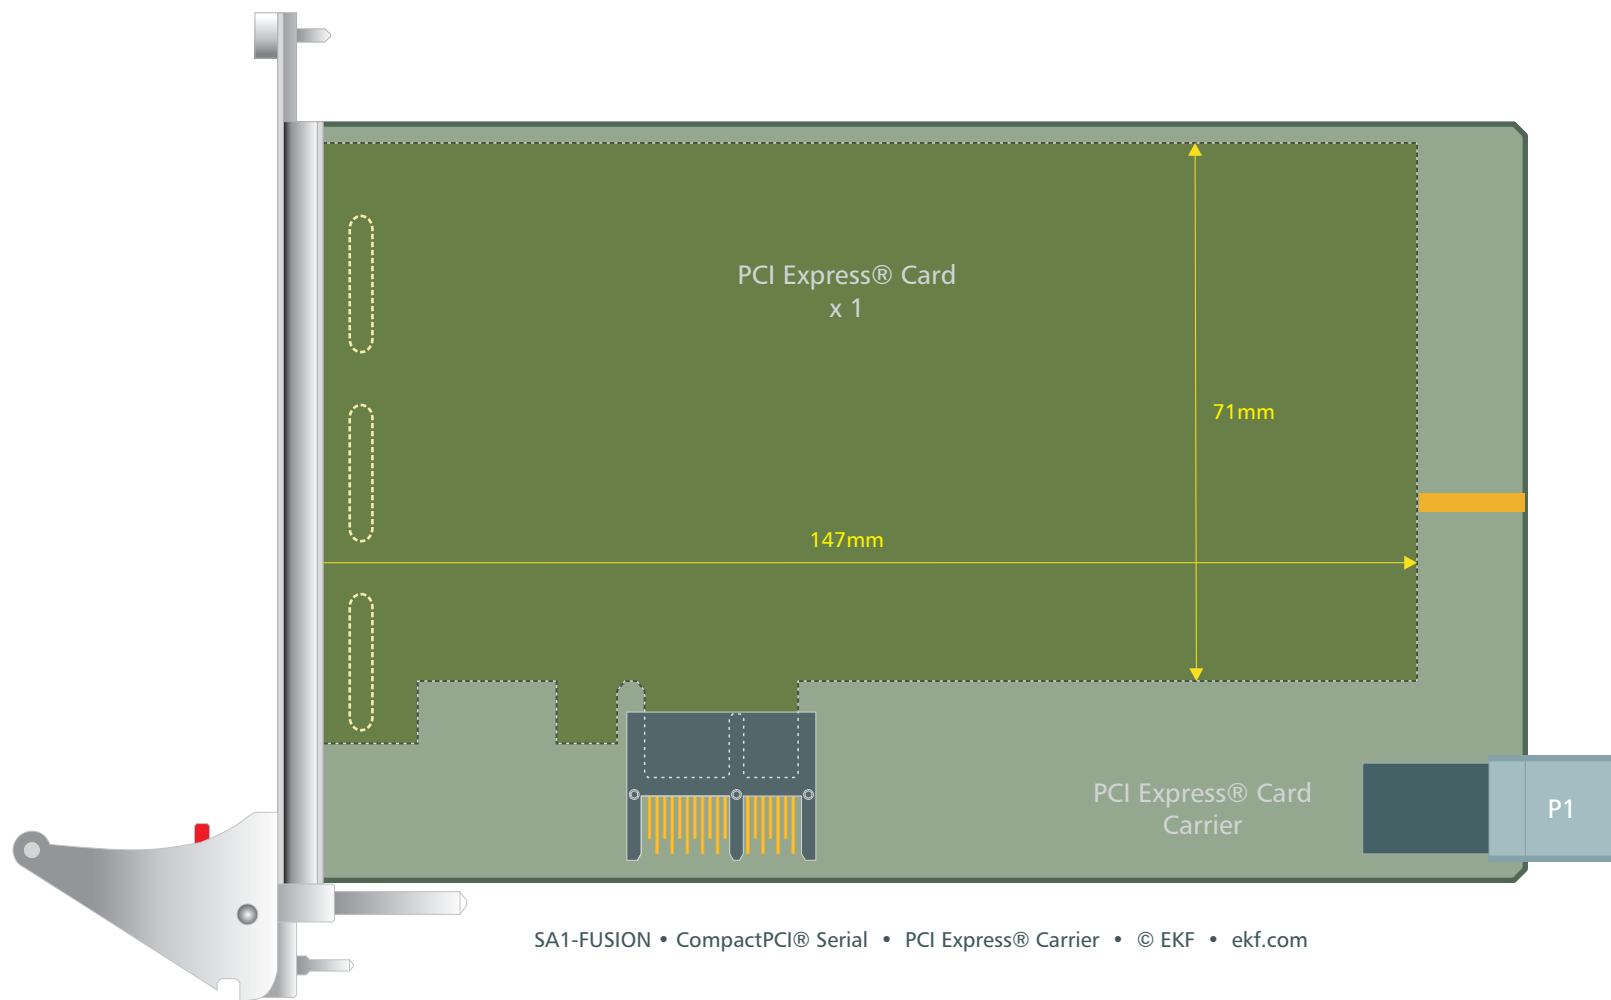 PCI Express® Card
x 1
71mm
147mm
PCI Express® Card
Carrier
P1
SA1-FUSION • CompactPCI® Serial • PCI Express® Carrier • © EKF • ekf.com